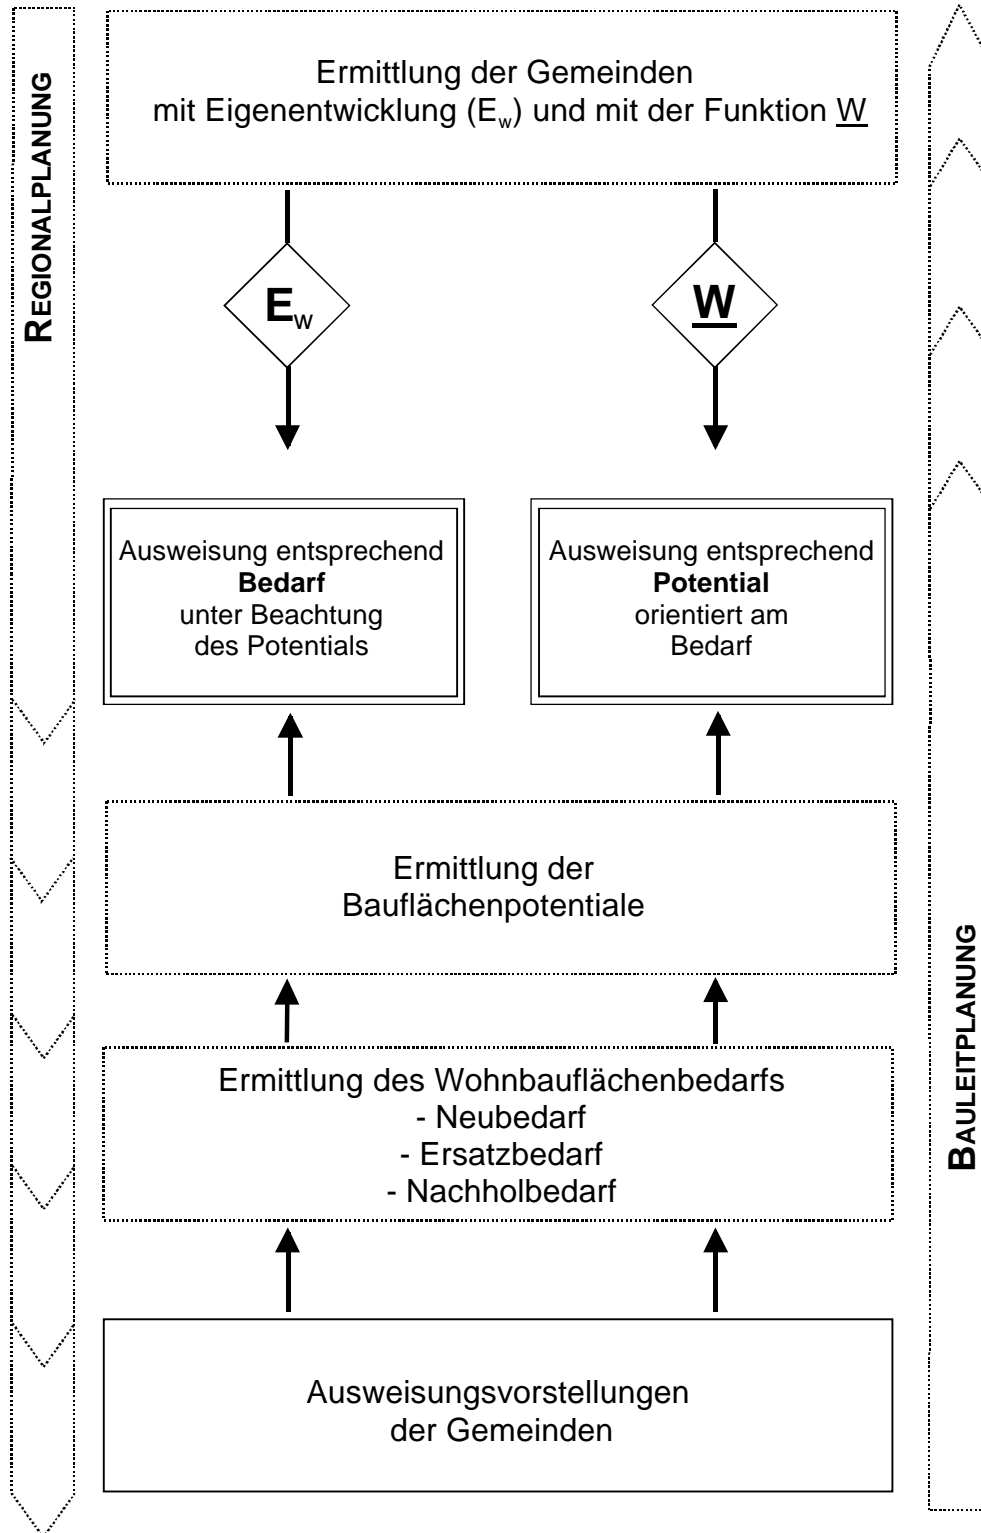 REGIONALPLANUNG
Ermittlung der Gemeinden
mit Eigenentwicklung (Ew) und mit der Funktion W
Ew
W
Ausweisung entsprechend
Bedarf
unter Beachtung
des Potentials
Ausweisung entsprechend
Potential
orientiert am
Bedarf
Ermittlung der
Bauflächenpotentiale
Ermittlung des Wohnbauflächenbedarfs
- Neubedarf
- Ersatzbedarf
- Nachholbedarf
Ausweisungsvorstellungen
der Gemeinden
BAULEITPLANUNG